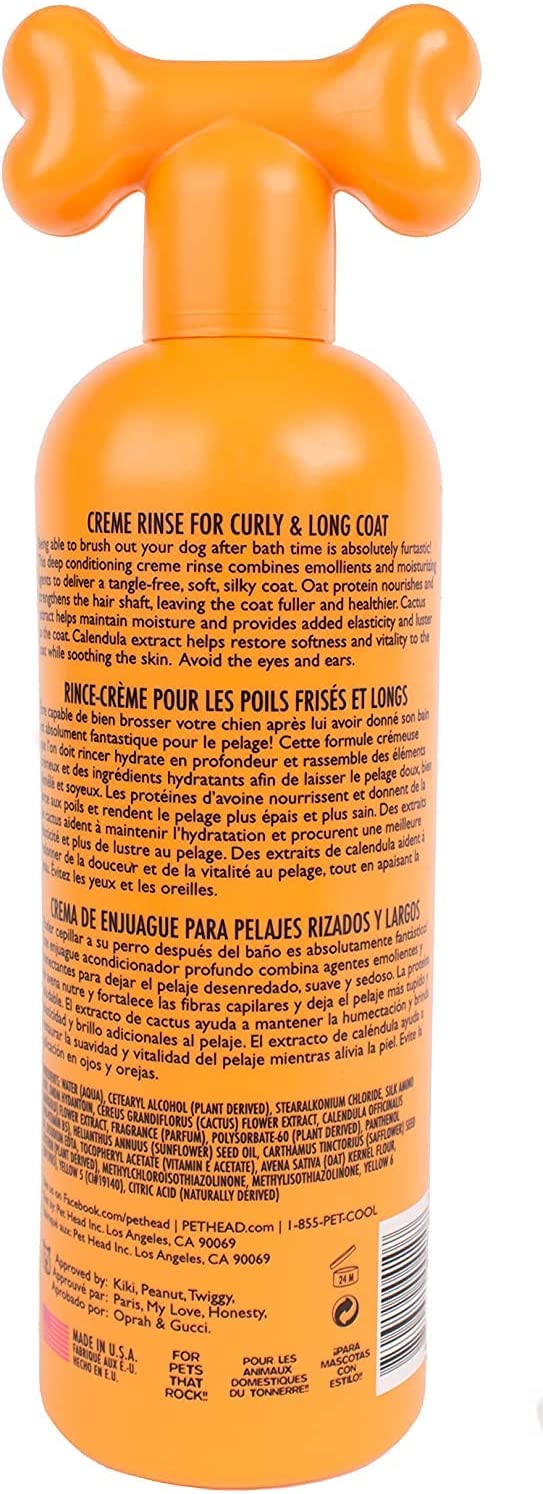 CREME RINSE FOR CURLY & LONG COAT
able to brush out your dog after bath time is absolutely furtastic!
deep conditioning creme rinse combines emollients and moisturizing
to deliver a tangle-free, soft, silky coat. Oat protein nourishes and
the hair shaft, leaving the coat fuller and healthier. Cactus
helps maintain moisture and provides added elasticity and luster
the coat. Calendula extract helps restore softness and vitality to the
while soothing the skin. Avoid the eyes and ears.
RINCE-CRÈME POUR LES POILS FRISÉS ET LONGS
capable de bien brosser votre chien après lui avoir donné son bain
absolument fantastique pour le pelage! Cette formule crémeuse
l'on doit rincer hydrate en profondeur et rassemble des éléments
et des ingrédients hydratants afin de laisser le pelage doux, bien
et soyeux. Les protéines d'avoine nourrissent et donnent de la
aux poils et rendent le pelage plus épais et plus sain. Des extraits
cactus aident à maintenir l'hydratation et procurent une meilleure
et plus de lustre au pelage. Des extraits de calendula aident à
de la douceur et de la vitalité au pelage, tout en apaisant la
Evitez les yeux et les oreilles.
CREMA DE ENJUAGUE PARA PELAJES RIZADOS Y LARGOS
cepillar a su perro después del baño es absolutamente fantástico!
enjuague acondicionador profundo combina agentes emolientes y
para dejar el pelaje desenredado, suave y sedoso. La proteína
avena nutre y fortalece las fibras capilares y deja el pelaje más tupido y
El extracto de cactus ayuda a mantener la humectación y brinda
y brillo adicionales al pelaje. El extracto de caléndula ayuda a
la suavidad y vitalidad del pelaje mientras alivia la piel. Evite la
en ojos y orejas.
WATER (AQUA), CETEARYL ALCOHOL (PLANT DERIVED), STEARALKONIUM CHLORIDE, SILK AMINO
HYDANTOIN, CEREUS GRANDIFLORUS (CACTUS) FLOWER EXTRACT, CALENDULA OFFICINALIS
FLOWER EXTRACT, FRAGRANCE (PARFUM), POLYSORBATE-60 (PLANT DERIVED), PANTHENOL
HELIANTHUS ANNUUS (SUNFLOWER) SEED OIL, CARTHAMUS TINCTORIUS (SAFFLOWER) SEED
EDTA, TOCOPHERYL ACETATE (VITAMIN E ACETATE), AVENA SATIVA (OAT) KERNEL FLOUR,
DERIVED), METHYLCHLOROISOTHIAZOLINONE, METHYLISOTHIAZOLINONE, YELLOW 6
YELLOW 5 (CI#19140), CITRIC ACID (NATURALLY DERIVED)
us on Facebook.com/pethead | PETHEAD.com | 1-855-PET-COOL
by: Pet Head Inc. Los Angeles, CA 90069
par: Pet Head Inc. Los Angeles, CA 90069
Approved by: Kiki, Peanut, Twiggy,
Approuvé par: Paris, My Love, Honesty,
Aprobado por: Oprah & Gucci.
24 M
MADE IN U.S.A.
FABRIQUÉ AUX É.-U.
HECHO EN E.U.
FOR
PETS
THAT
ROCK!!
POUR LES
ANIMAUX
DOMESTIQUES
DU TONNERRE!!
¡PARA
MASCOTAS
CON
ESTILO!!